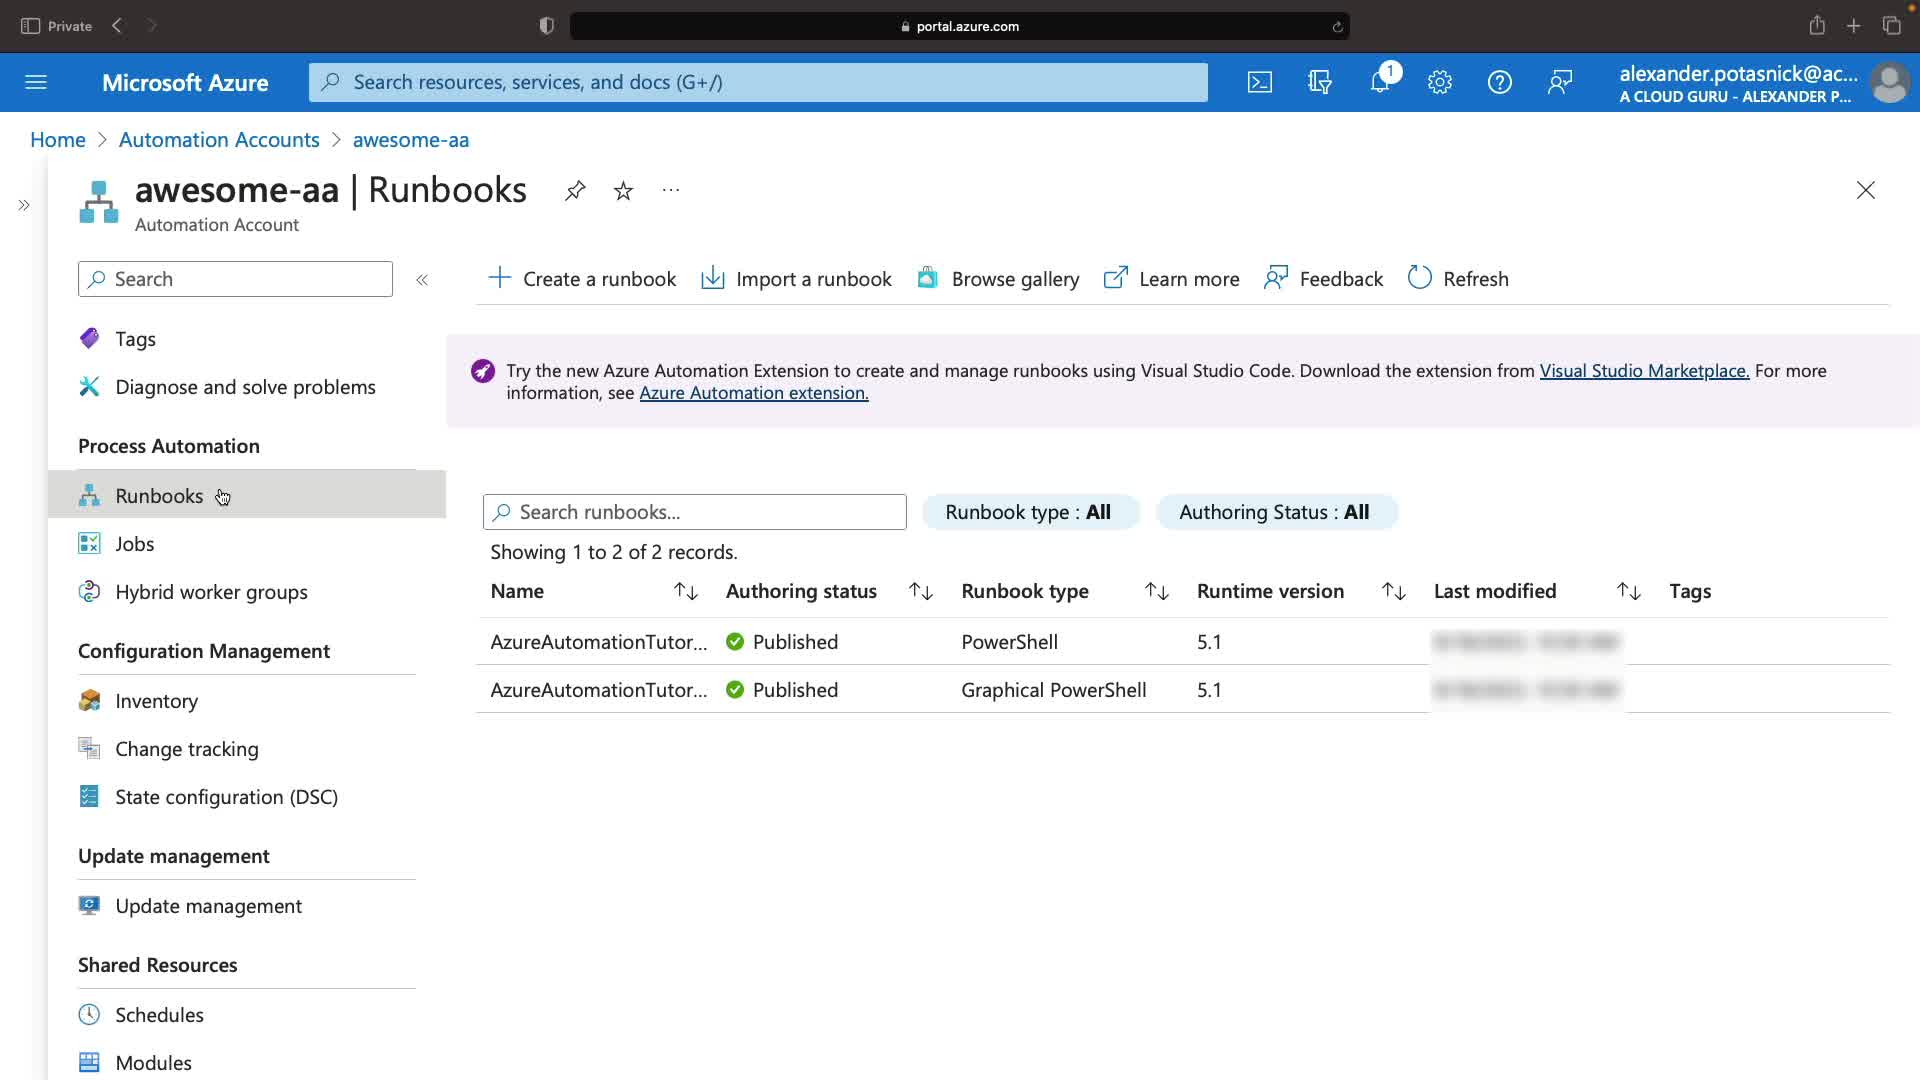 Private
portal.azure.com
Microsoft Azure
Search resources, services, and docs (G+/)
1
alexander.potasnick@ac...
A CLOUD GURU - ALEXANDER P...
Home > Automation Accounts > awesome-aa
awesome-aa | Runbooks
...
Automation Account
Search
Create a runbook
Import a runbook
Browse gallery
Learn more
Feedback
Refresh
Tags
Diagnose and solve problems
Process Automation
Runbooks
Jobs
Hybrid worker groups
Configuration Management
Inventory
Change tracking
State configuration (DSC)
Update management
Update management
Shared Resources
Schedules
Modules
Try the new Azure Automation Extension to create and manage runbooks using Visual Studio Code. Download the extension from Visual Studio Marketplace. For more
information, see Azure Automation extension.
Search runbooks...
Runbook type : All
Authoring Status : All
Showing 1 to 2 of 2 records.
Name Authoring status Runbook type Runtime version Last modified Tags
AzureAutomationTutor... Published PowerShell 5.1
AzureAutomationTutor... Published Graphical PowerShell 5.1